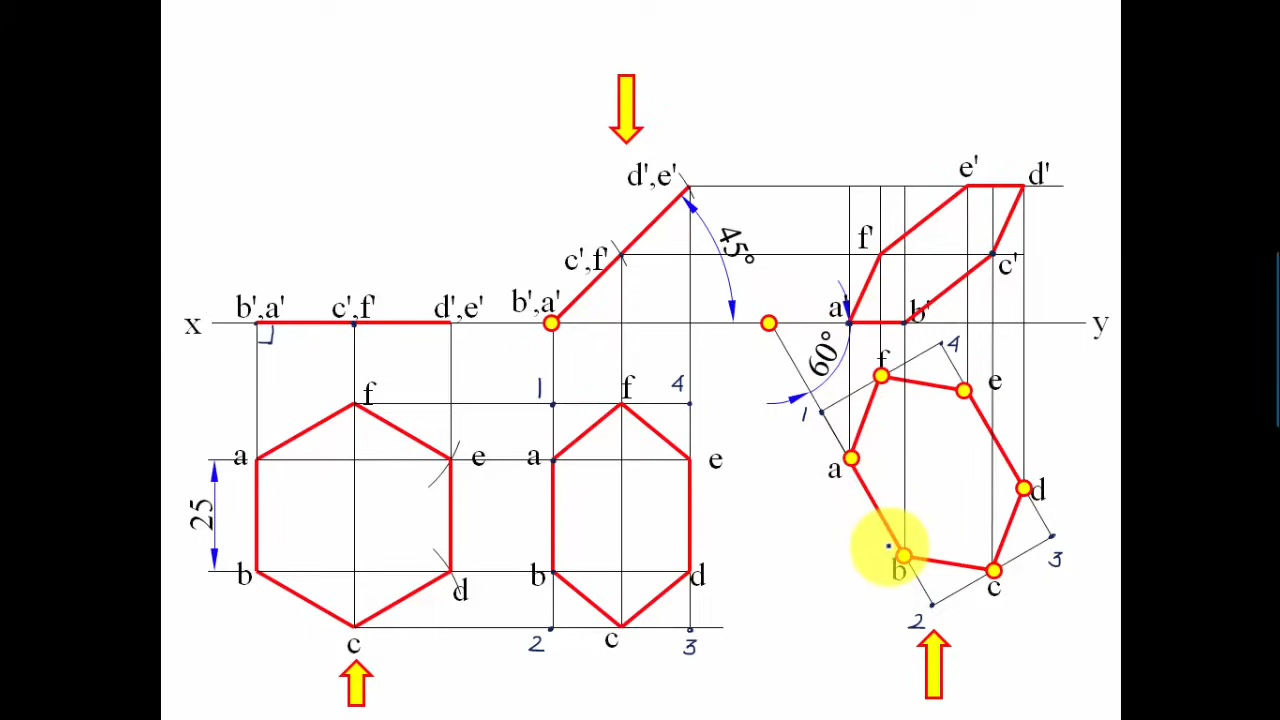 d',e'
e' d'
45°
f'
c',f'
c'
b',a' c',f' d',e' b',a' a' b'
x y
60°
f 1 f 4 f 4
1 e
a e a e a
25 d
b d b d b
3
c c c
2 3 2